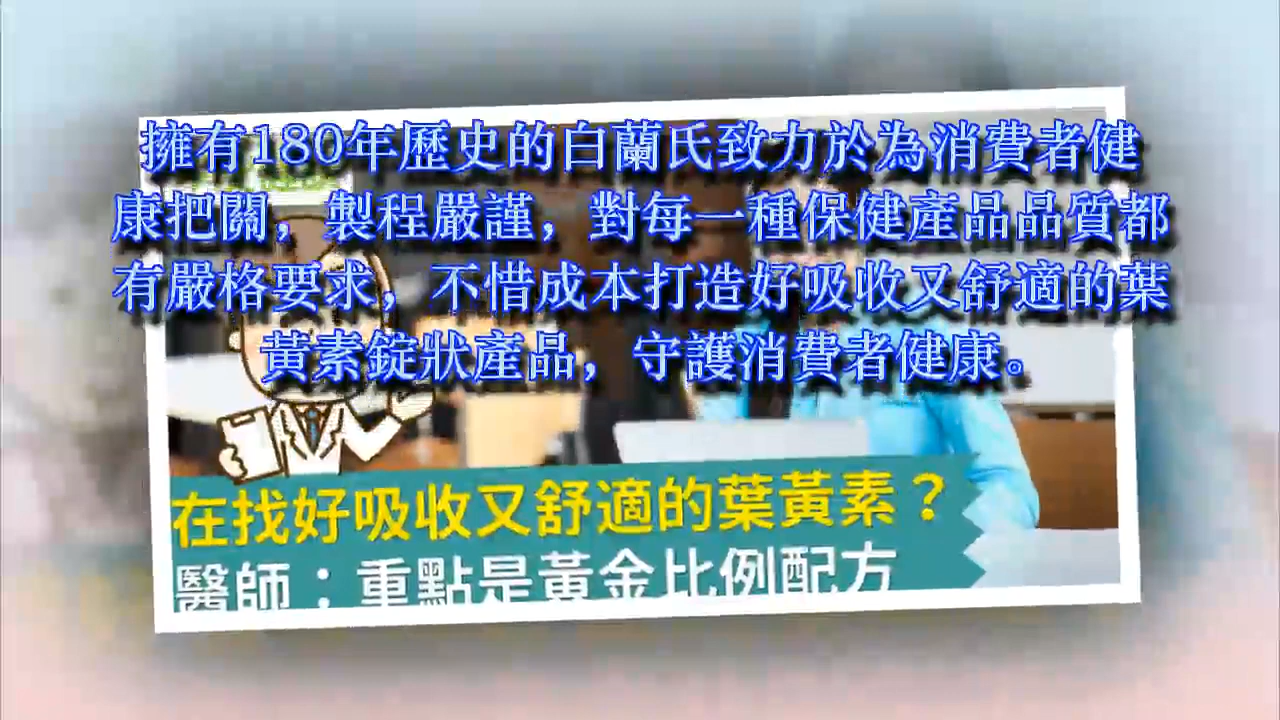 擁有180年歷史的白蘭氏致力於為消費者健
康把關，製程嚴謹，對每一種保健產品品質都
有嚴格要求，不惜成本打造好吸收又舒適的葉
黃素錠狀產品，守護消費者健康。
在找好吸收又舒適的葉黃素？
醫師：重點是黃金比例配方